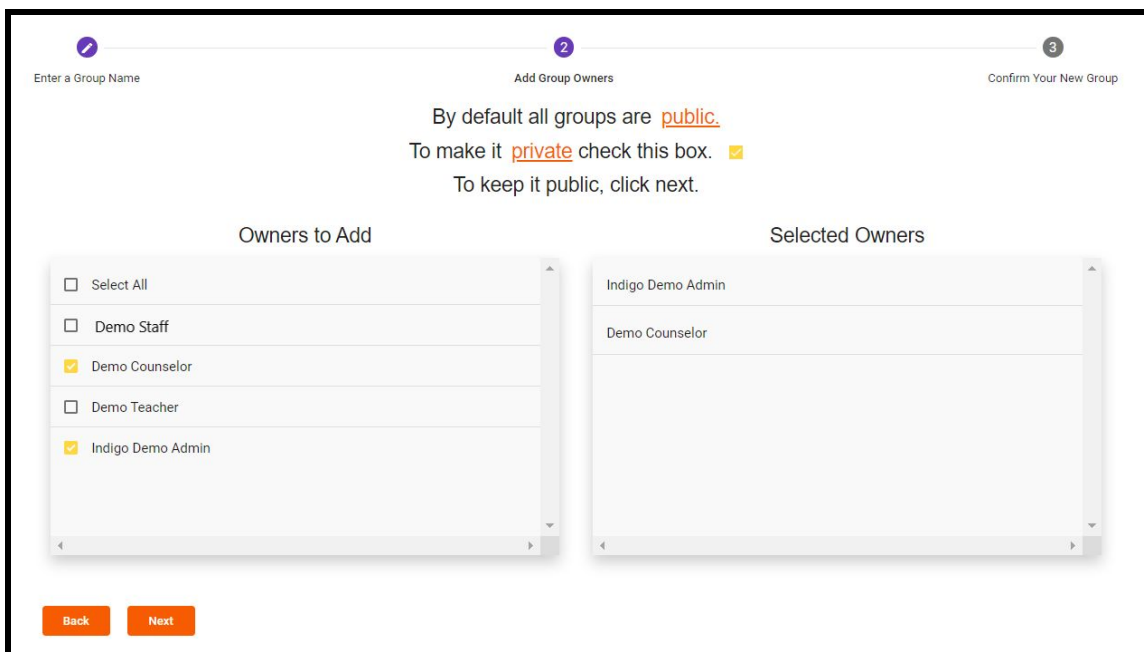 2
3
Enter a Group Name
Add Group Owners
Confirm Your New Group
By default all groups are public.
To make it private check this box.
To keep it public, click next.
Owners to Add
Select All
Demo Staff
Demo Counselor
Demo Teacher
Indigo Demo Admin
Selected Owners
Indigo Demo Admin
Demo Counselor
Back
Next